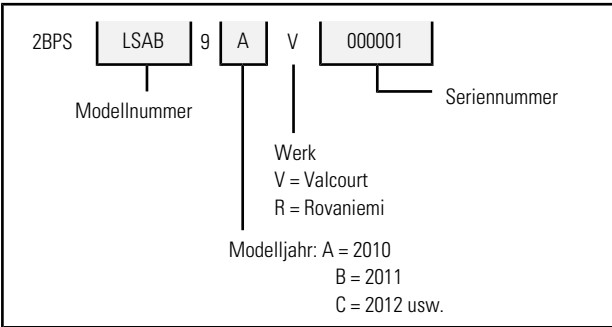 2BPS LSAB 9 A V 000001
Seriennummer
Modellnummer
Werk
V = Valcourt
R = Rovaniemi
Modelljahr: A = 2010
B = 2011
C = 2012 usw.